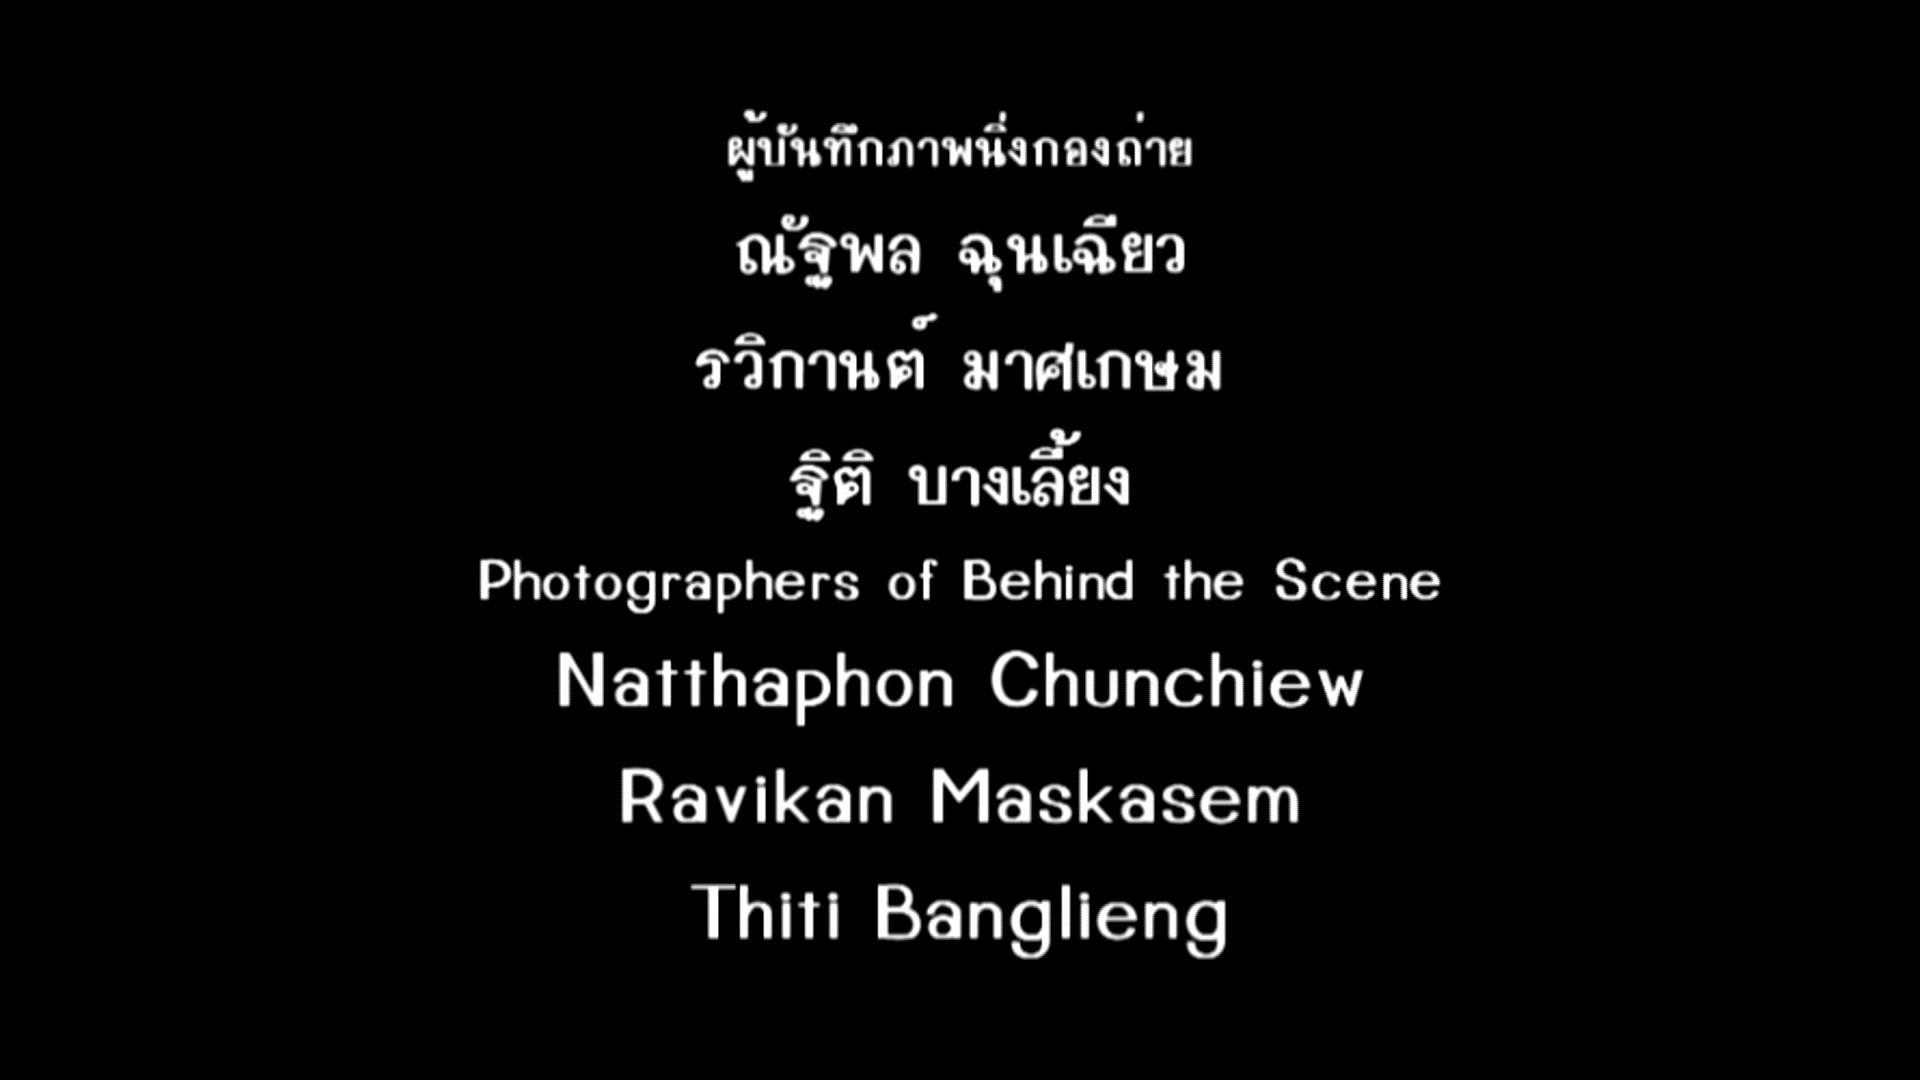 ผู้บันทึกภาพนิ่งกองถ่าย
ณัฐพล ฉุนเฉียว
รวิกานต์ มาศเกษม
ฐิติ บางเลี้ยง
Photographers of Behind the Scene
Natthaphon Chunchiew
Ravikan Maskasem
Thiti Banglieng